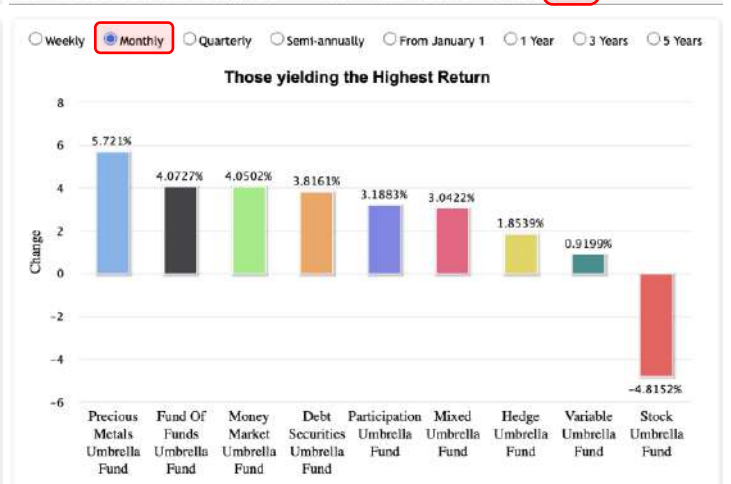 Weekly Monthly Quarterly Semi-annually From January 1 1 Year 3 Years 5 Years
Those yielding the Highest Return
8
6
4
2
0
-2
-4
-6
Change
5.721%
4.0727%
4.0502%
3.8161%
3.1883%
3.0422%
1.8539%
0.9199%
-4.8152%
Precious
Metals
Umbrella
Fund
Fund Of
Funds
Umbrella
Fund
Money
Market
Umbrella
Fund
Debt
Securities
Umbrella
Fund
Participation
Umbrella
Fund
Mixed
Umbrella
Fund
Hedge
Umbrella
Fund
Variable
Umbrella
Fund
Stock
Umbrella
Fund